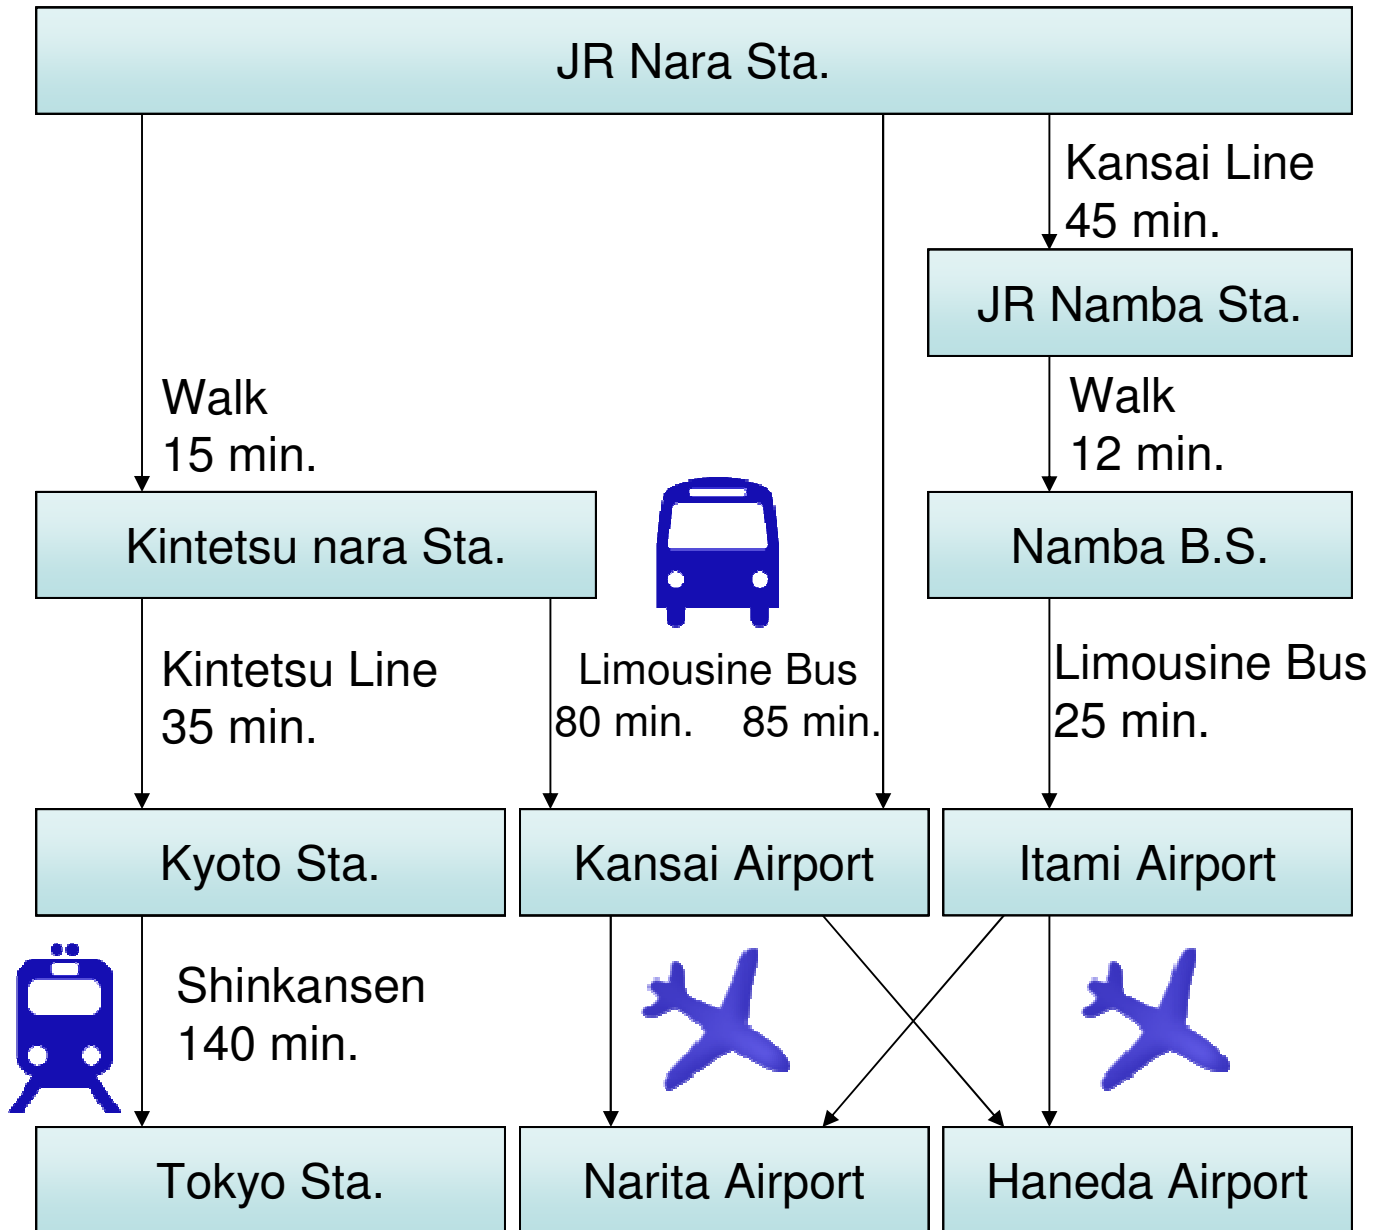 JR Nara Sta.
Kansai Line
45 min.
JR Namba Sta.
Walk
15 min.
Walk
12 min.
Kintetsu nara Sta.
Namba B.S.
Kintetsu Line
35 min.
Limousine Bus
80 min. 85 min.
Limousine Bus
25 min.
Kyoto Sta.
Kansai Airport
Itami Airport
Shinkansen
140 min.
Tokyo Sta.
Narita Airport
Haneda Airport